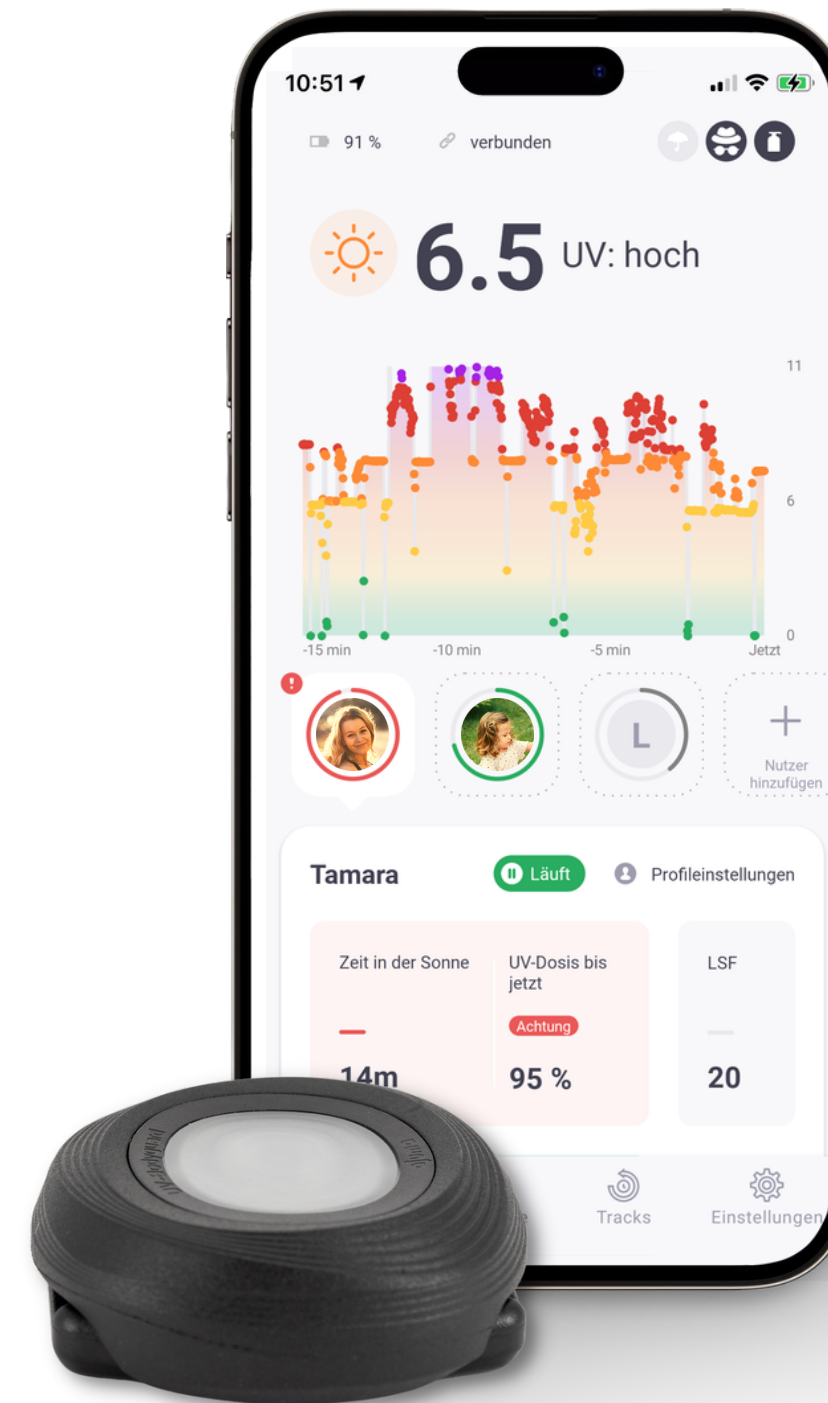 10:51
91 %
verbunden
6.5
UV: hoch
11
6
0
-15 min
-10 min
-5 min
Jetzt
L
Nutzer
hinzufügen
Tamara
Läuft
Profileinstellungen
Zeit in der Sonne
UV-Dosis bis
jetzt
LSF
Achtung
14m
95 %
20
Tracks
Einstellungen